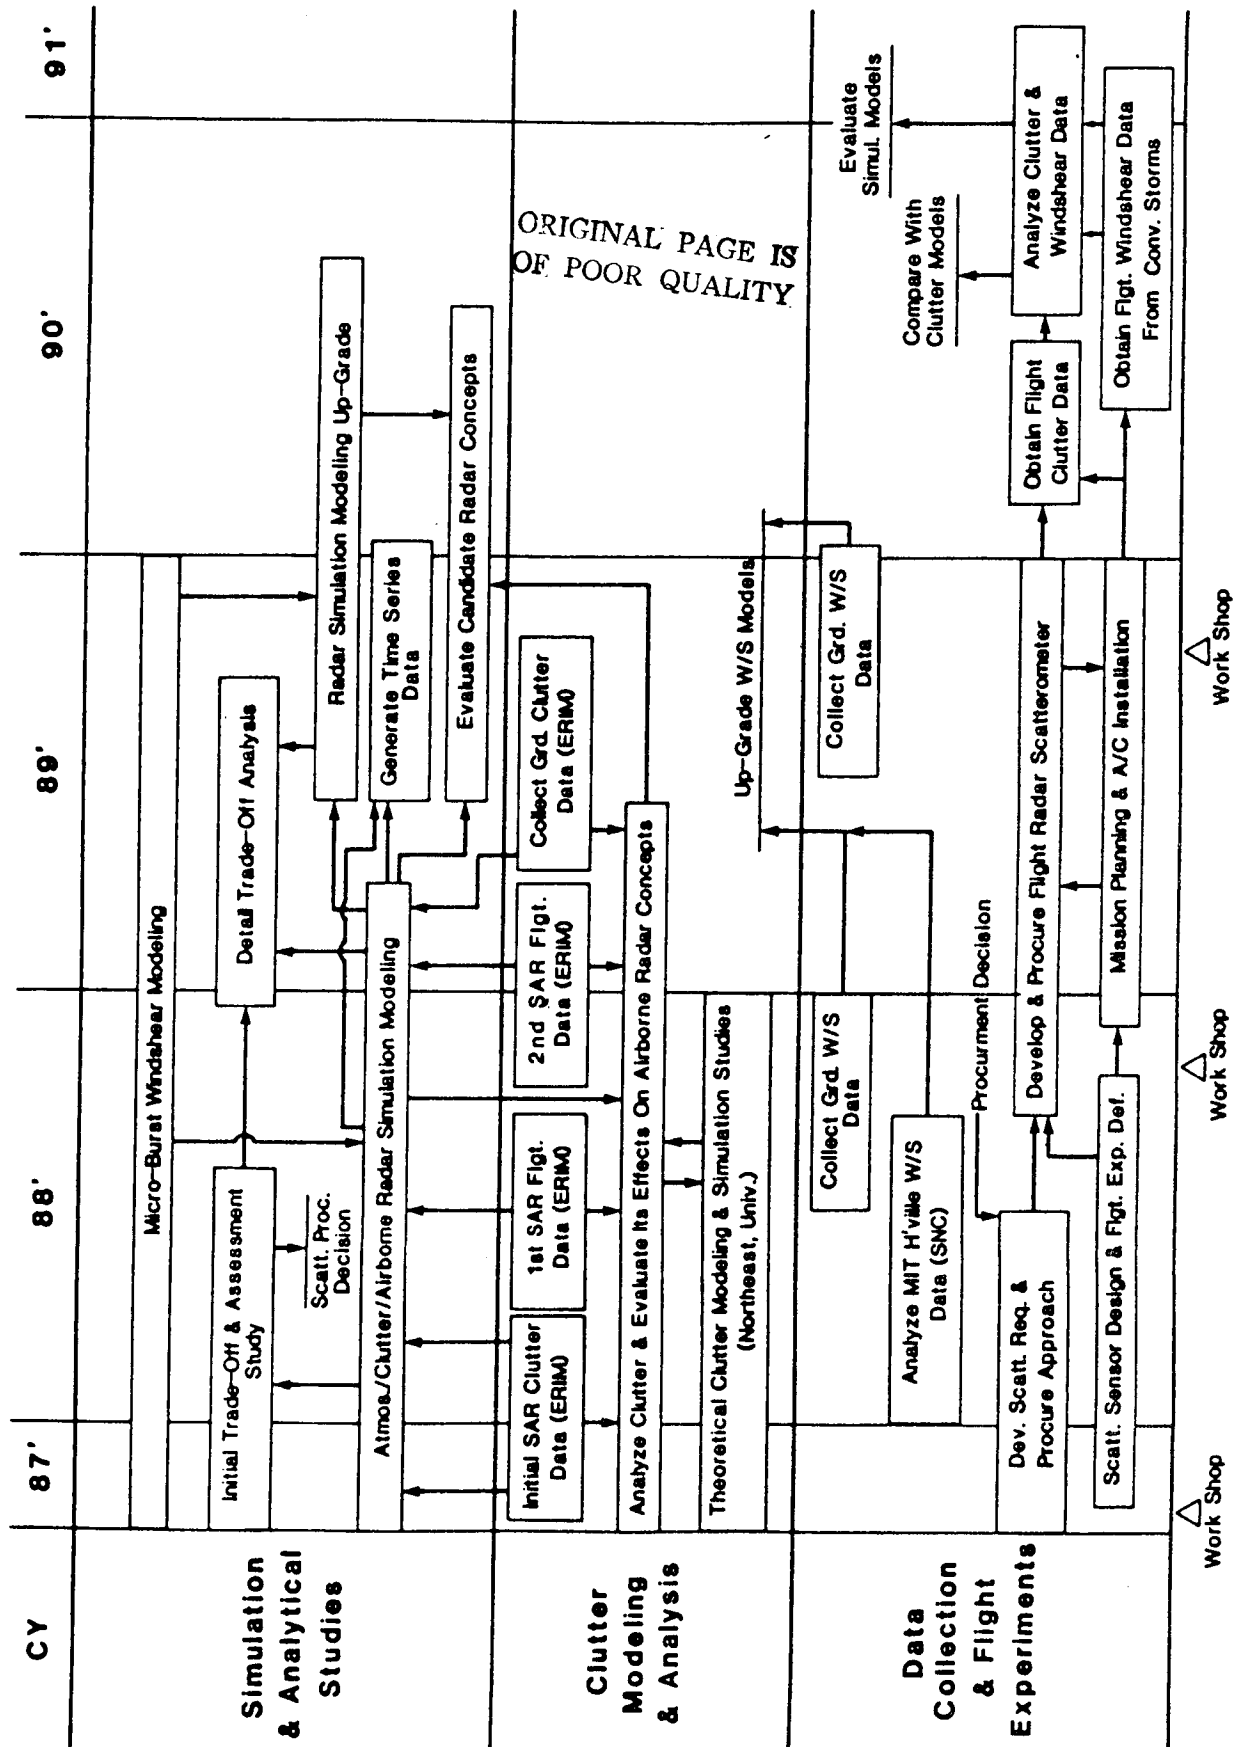 CY
87'
88'
89'
90'
91'
Simulation
& Analytical
Studies
Micro-Burst Windshear Modeling
Initial Trade-Off & Assessment
Study
Detail Trade-Off Analysis
Scatt. Proc.
Decision
Radar Simulation Modeling Up-Grade
Atmos./Clutter/Airborne Radar Simulation Modeling
Generate Time Series
Data
Evaluate Candidate Radar Concepts
Clutter
Modeling
& Analysis
Initial SAR Clutter
Data (ERIM)
1st SAR Flgt.
Data (ERIM)
2nd SAR Flgt.
Data (ERIM)
Collect Grd. Clutter
Data (ERIM)
ORIGINAL PAGE IS
OF POOR QUALITY
Analyze Clutter & Evaluate Its Effects On Airborne Radar Concepts
Theoretical Clutter Modeling & Simulation Studies
(Northeast, Univ.)
Up-Grade W/S Models
Data
Collection
& Flight
Experiments
Collect Grd. W/S
Data
Collect Grd. W/S
Data
Evaluate
Simul. Models
Analyze MIT H'ville W/S
Data (SNC)
Compare With
Clutter Models
Procurment Decision
Dev. Scatt. Req. &
Procure Approach
Develop & Procure Flight Radar Scatterometer
Obtain Flight
Clutter Data
Analyze Clutter &
Windshear Data
Scatt. Sensor Design & Flgt. Exp. Def.
Mission Planning & A/C Installation
Obtain Flgt. Windshear Data
From Conv. Storms
Work Shop
Work Shop
Work Shop